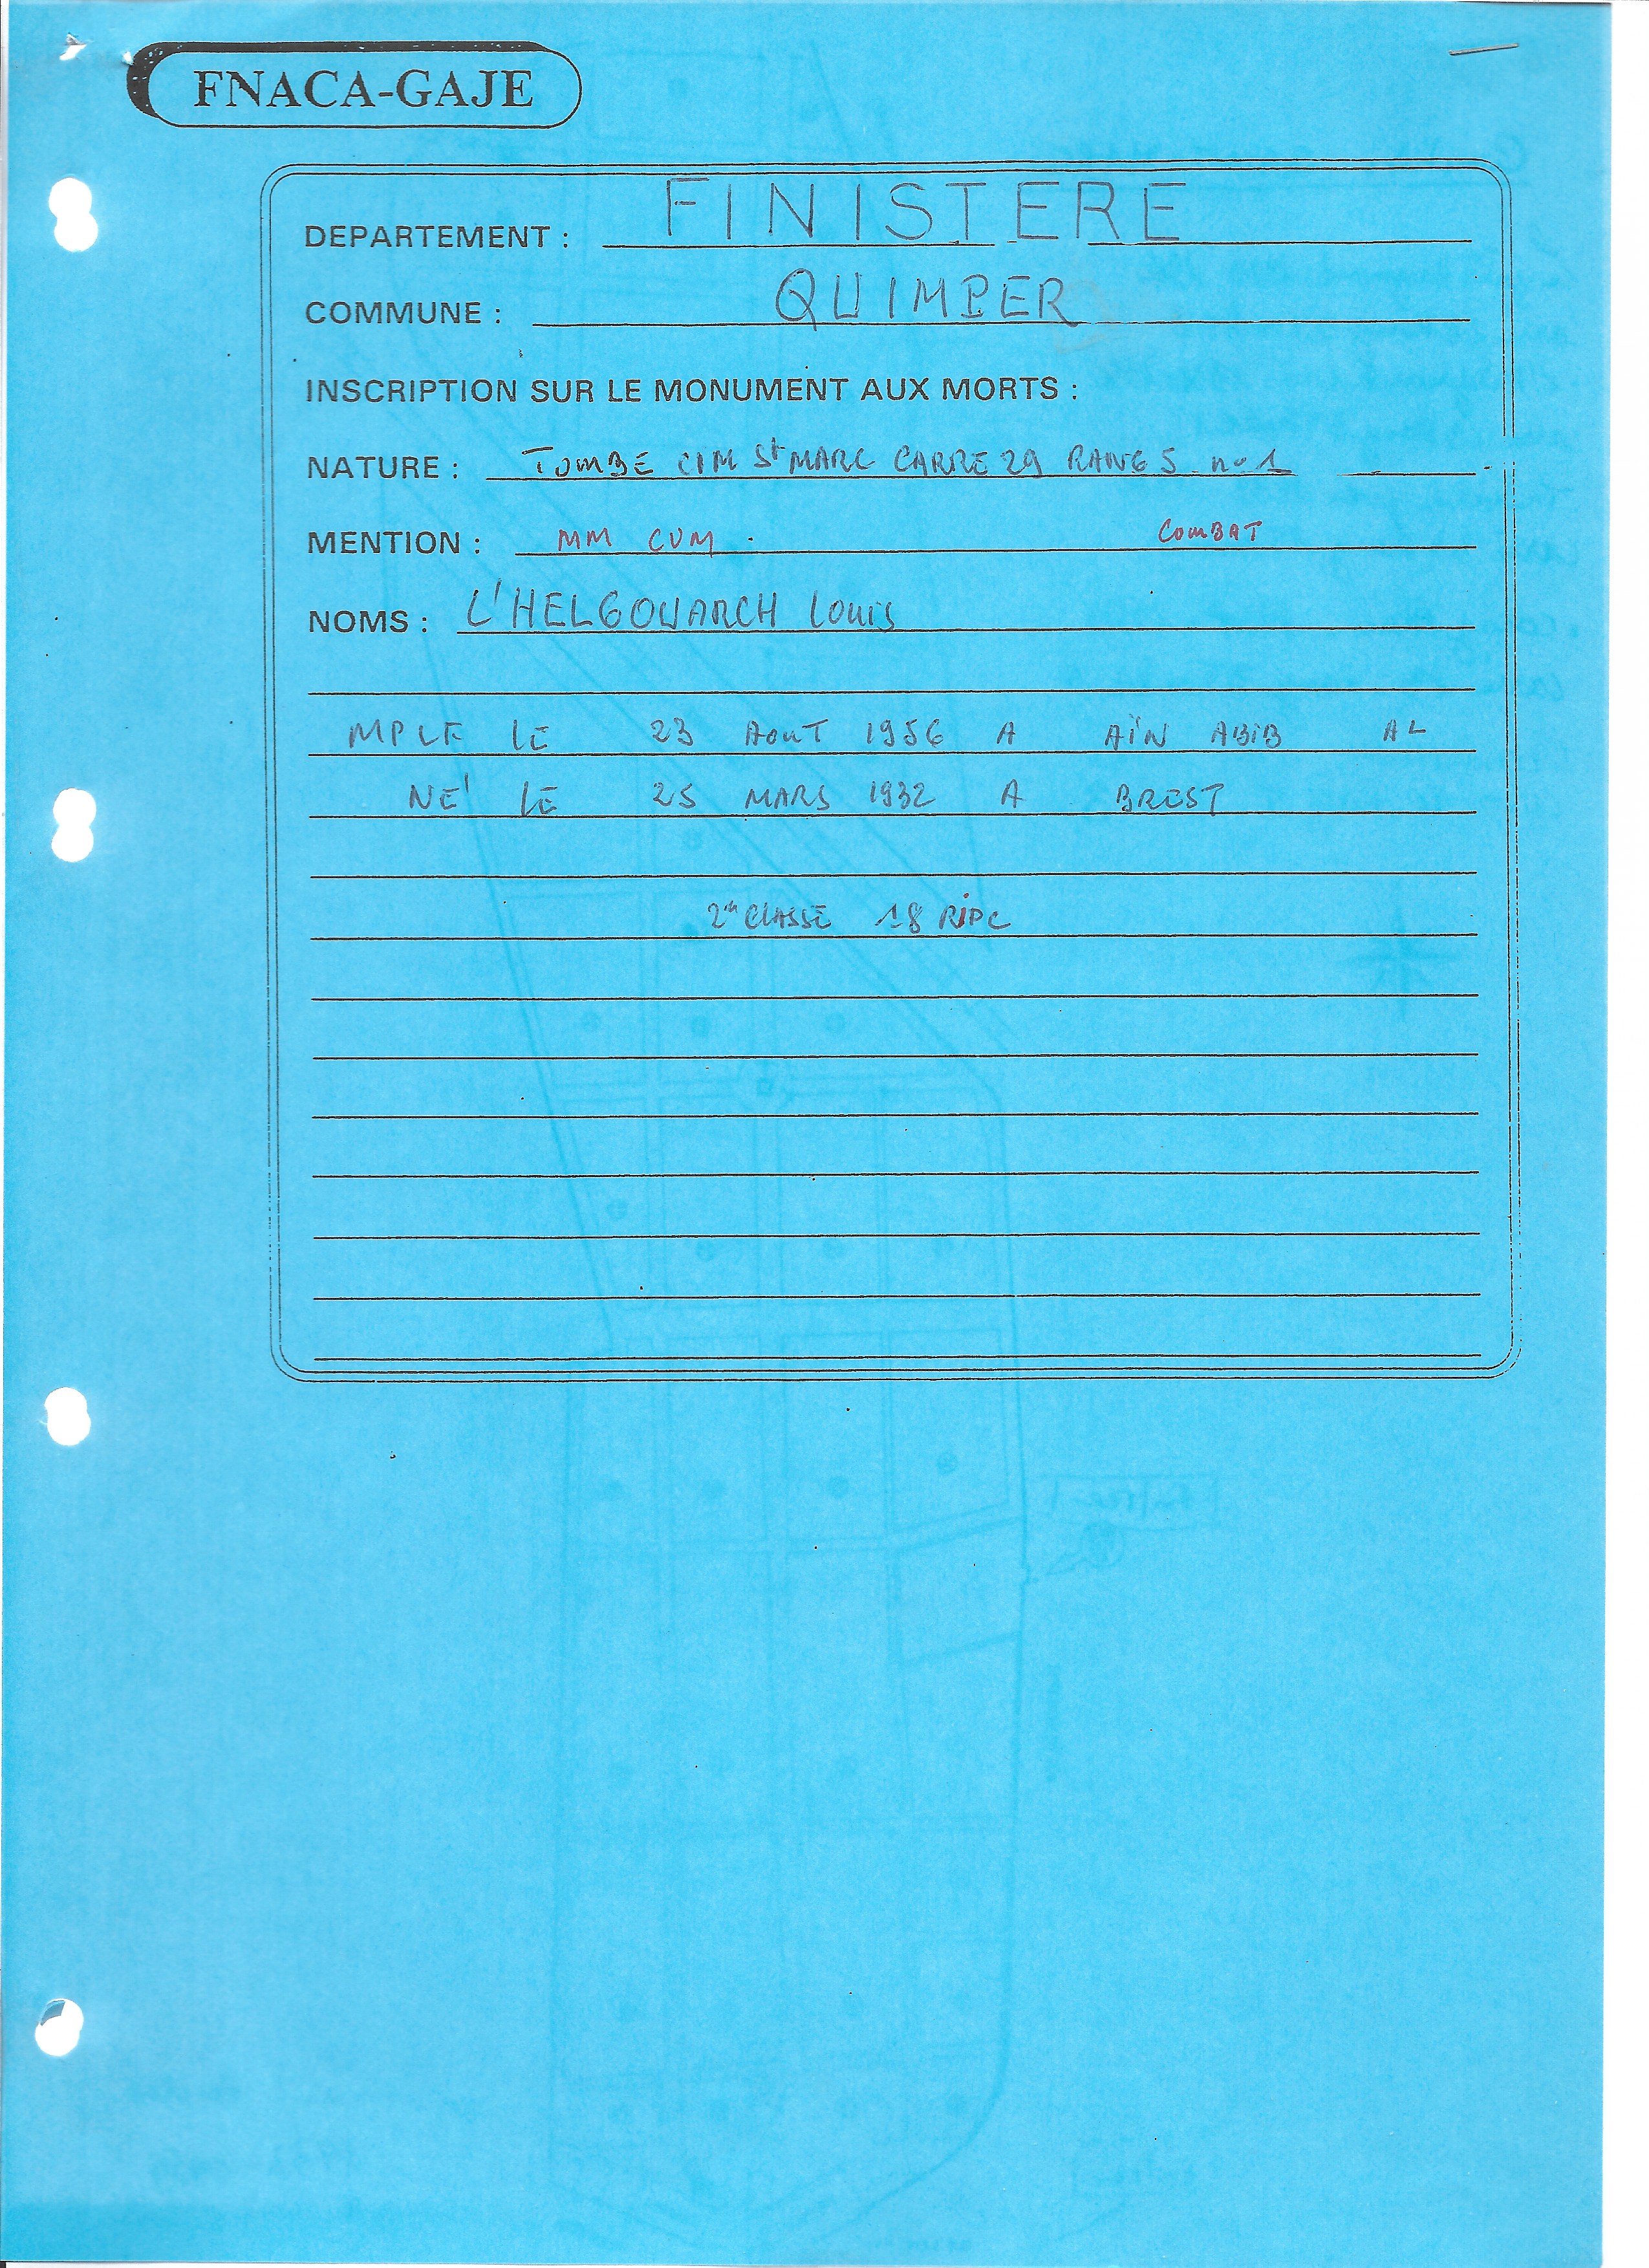 FNACA-GAJE
DEPARTEMENT : FINISTERE
COMMUNE : QUIMPER
INSCRIPTION SUR LE MONUMENT AUX MORTS :
NATURE : TOMBE CIM St MARC CARRE 29 RANG 5 no 1
MENTION : MM CVM . COMBAT
NOMS : L'HELGOUARCH Louis
MPLF LE 23 AOUT 1956 A AÏN ABIB AL
NÉ LE 25 MARS 1932 A BREST
2m CLASSE 18 RIPC